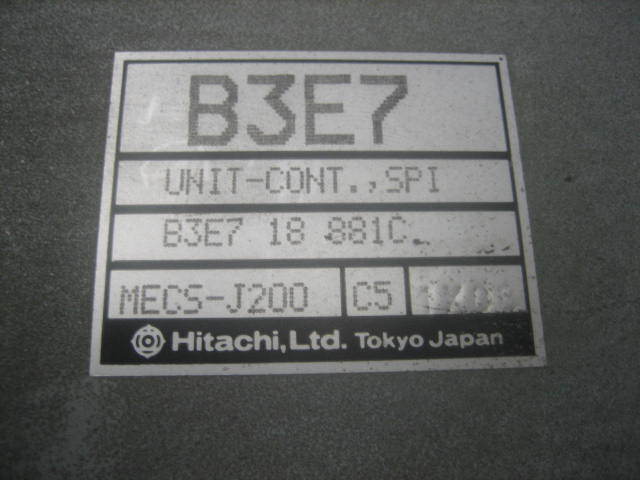 B3E7
UNIT-CONT.,SPI
B3E7 18 881C
MECS-J200 C5
Hitachi,Ltd. Tokyo Japan